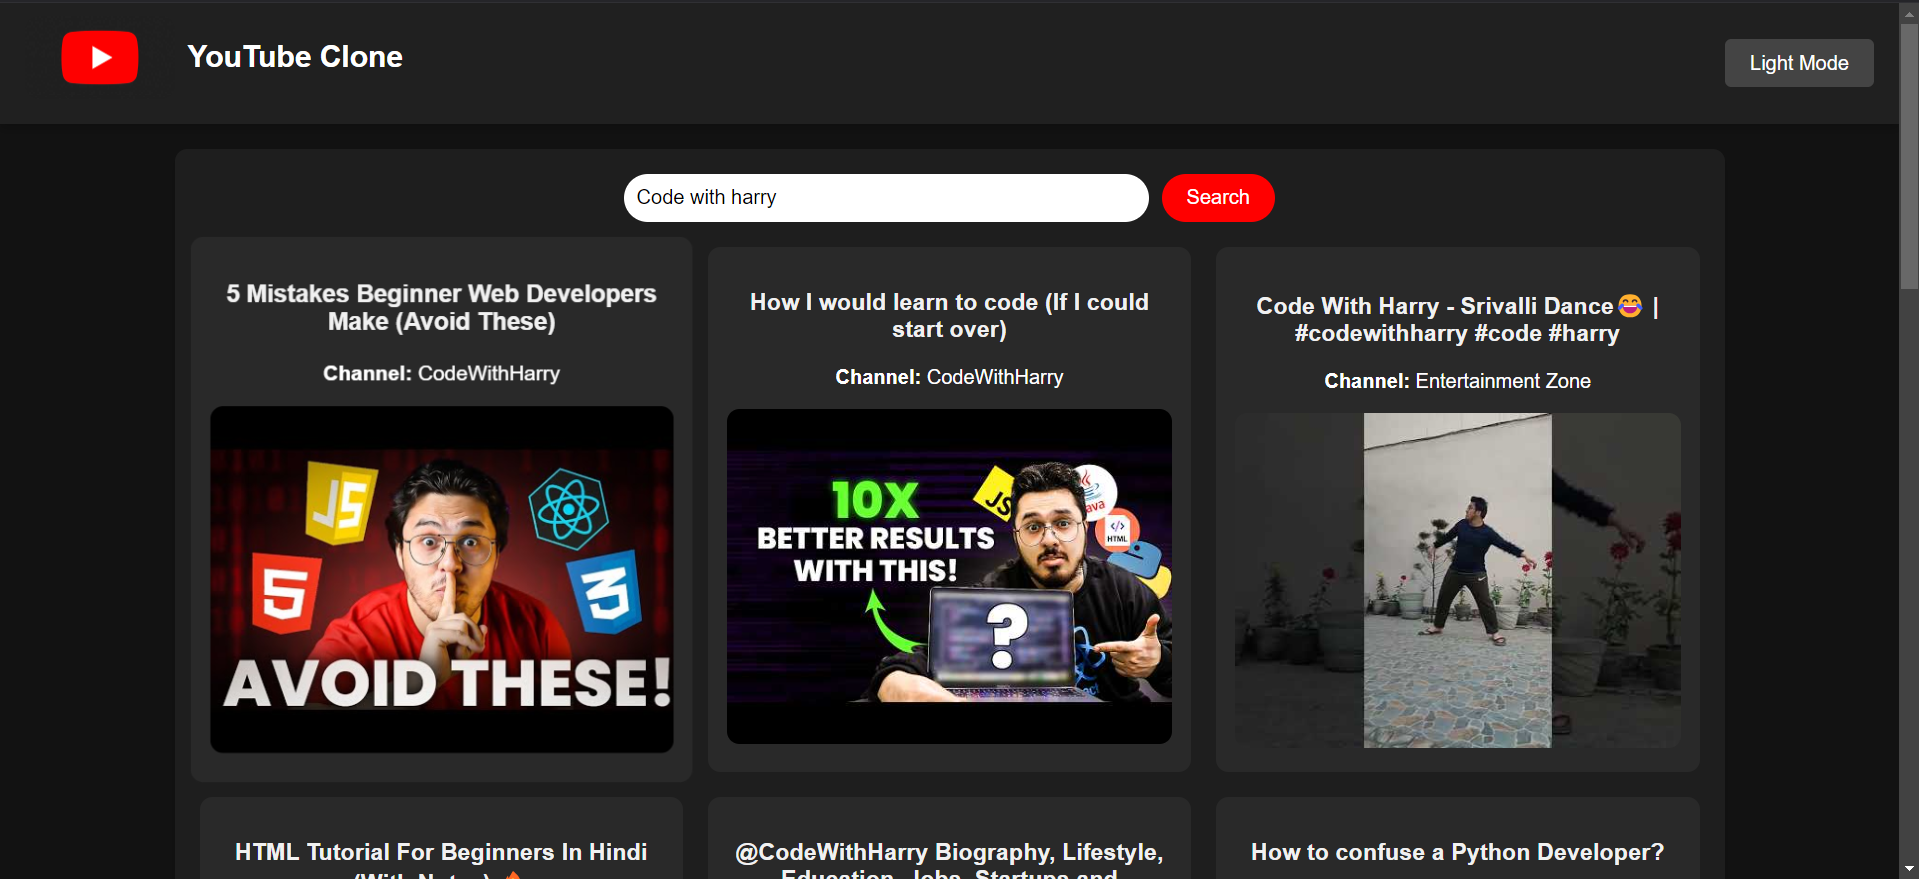 YouTube Clone
Light Mode
Code with harry
Search
5 Mistakes Beginner Web Developers
Make (Avoid These)
Channel: CodeWithHarry
JS
5
3
AVOID THESE!
How I would learn to code (If I could
start over)
Channel: CodeWithHarry
10X
BETTER RESULTS
WITH THIS!
JS
Java
</>
HTML
?
Code With Harry - Srivalli Dance😂 |
#codewithharry #code #harry
Channel: Entertainment Zone
HTML Tutorial For Beginners In Hindi
(With Notes) 🔥
@CodeWithHarry Biography, Lifestyle,
Education, Jobs, Startups and
How to confuse a Python Developer?